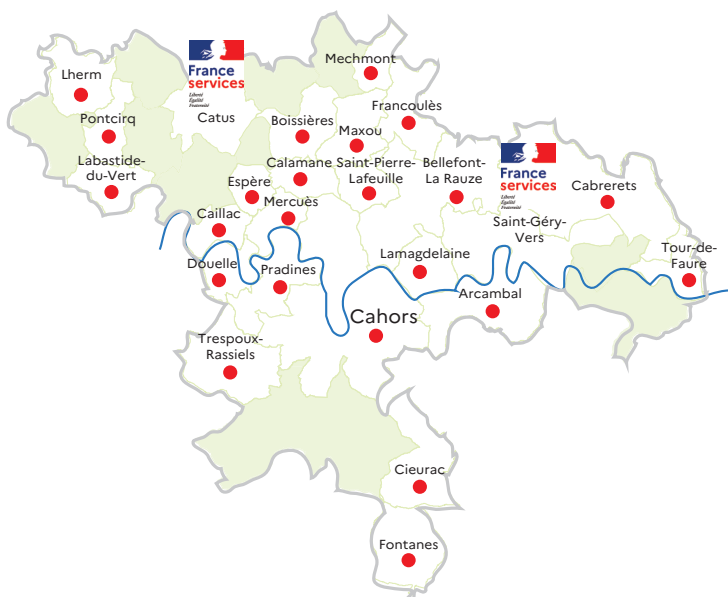 Mechmont
Lherm
France
services
Liberté
Égalité
Fraternité
Catus
Francoulès
Pontcirq
Boissières
Maxou
Labastide-
du-Vert
Calamane
Saint-Pierre-
Lafeuille
Bellefont-
La Rauze
France
services
Liberté
Égalité
Fraternité
Cabrerets
Espère
Mercuès
Caillac
Saint-Géry-
Vers
Douelle
Pradines
Lamagdelaine
Tour-de-
Faure
Arcambal
Cahors
Trespoux-
Rassiels
Cieurac
Fontanes